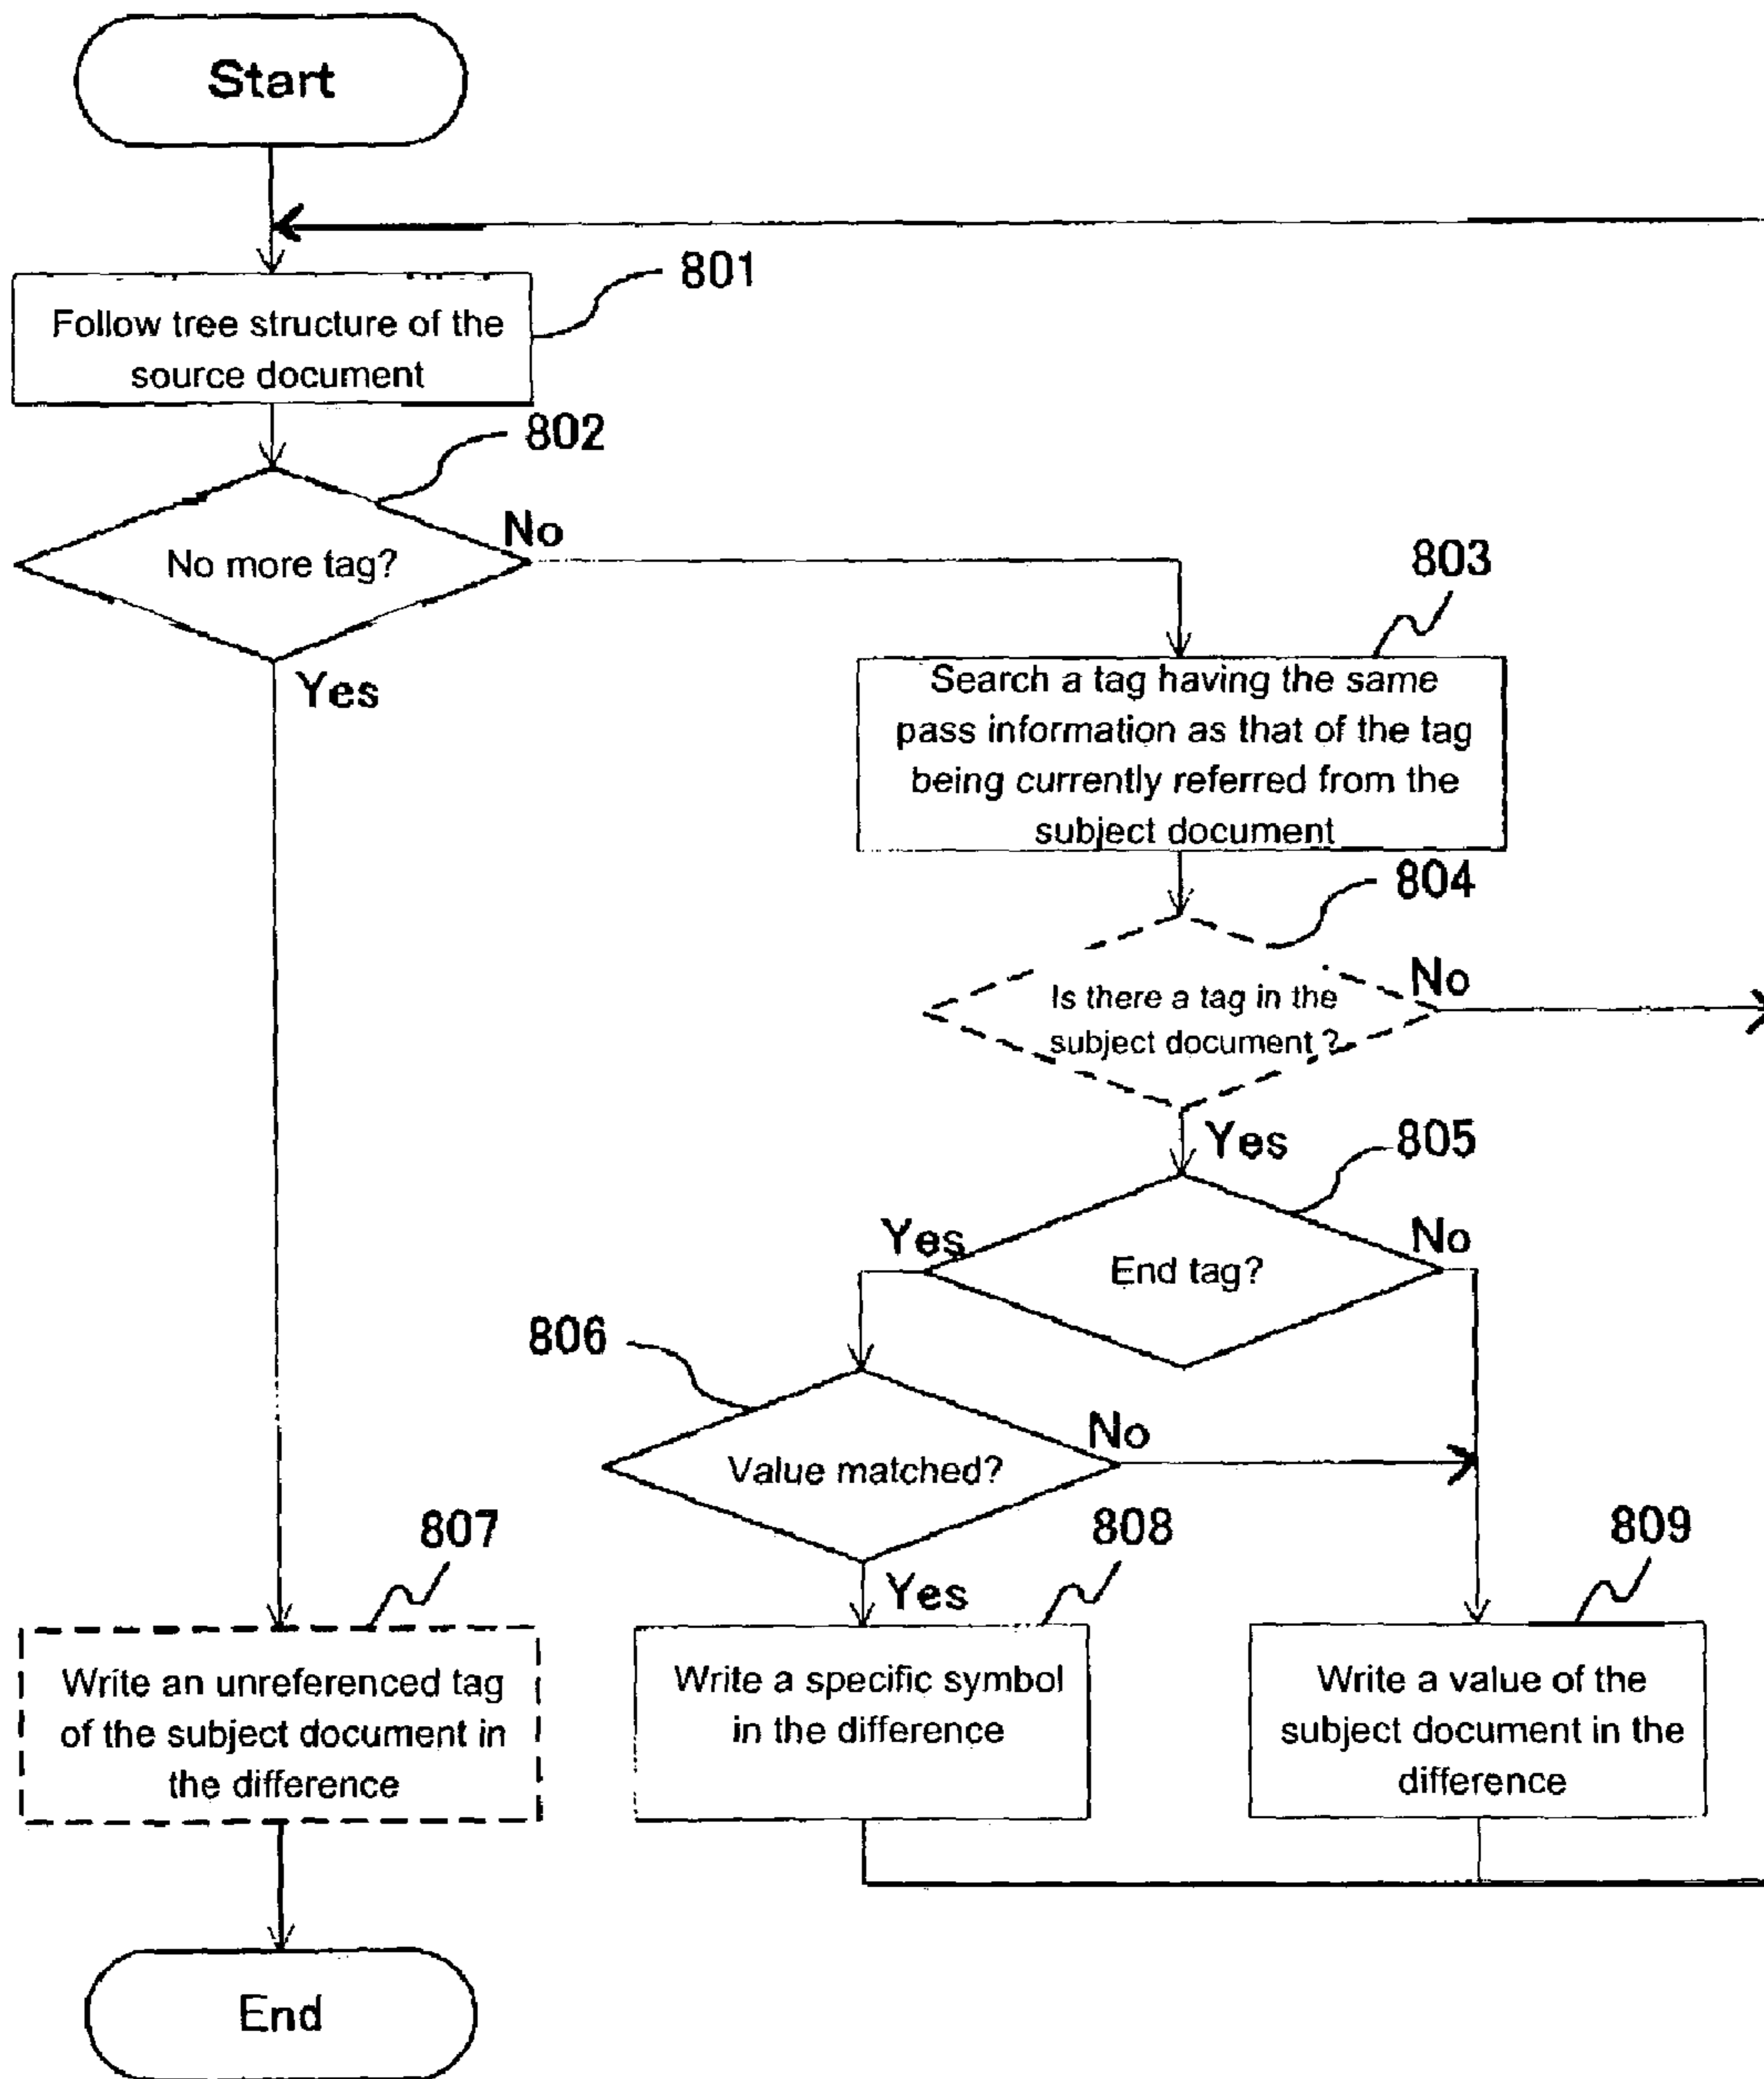 Start
801
Follow tree structure of the
source document
802
No more tag?
No
Yes
803
Search a tag having the same
pass information as that of the tag
being currently referred from the
subject document
804
Is there a tag in the
subject document ?
No
Yes
805
End tag?
Yes
No
806
Value matched?
No
Yes
807
Write an unreferenced tag
of the subject document in
the difference
808
Write a specific symbol
in the difference
809
Write a value of the
subject document in the
difference
End